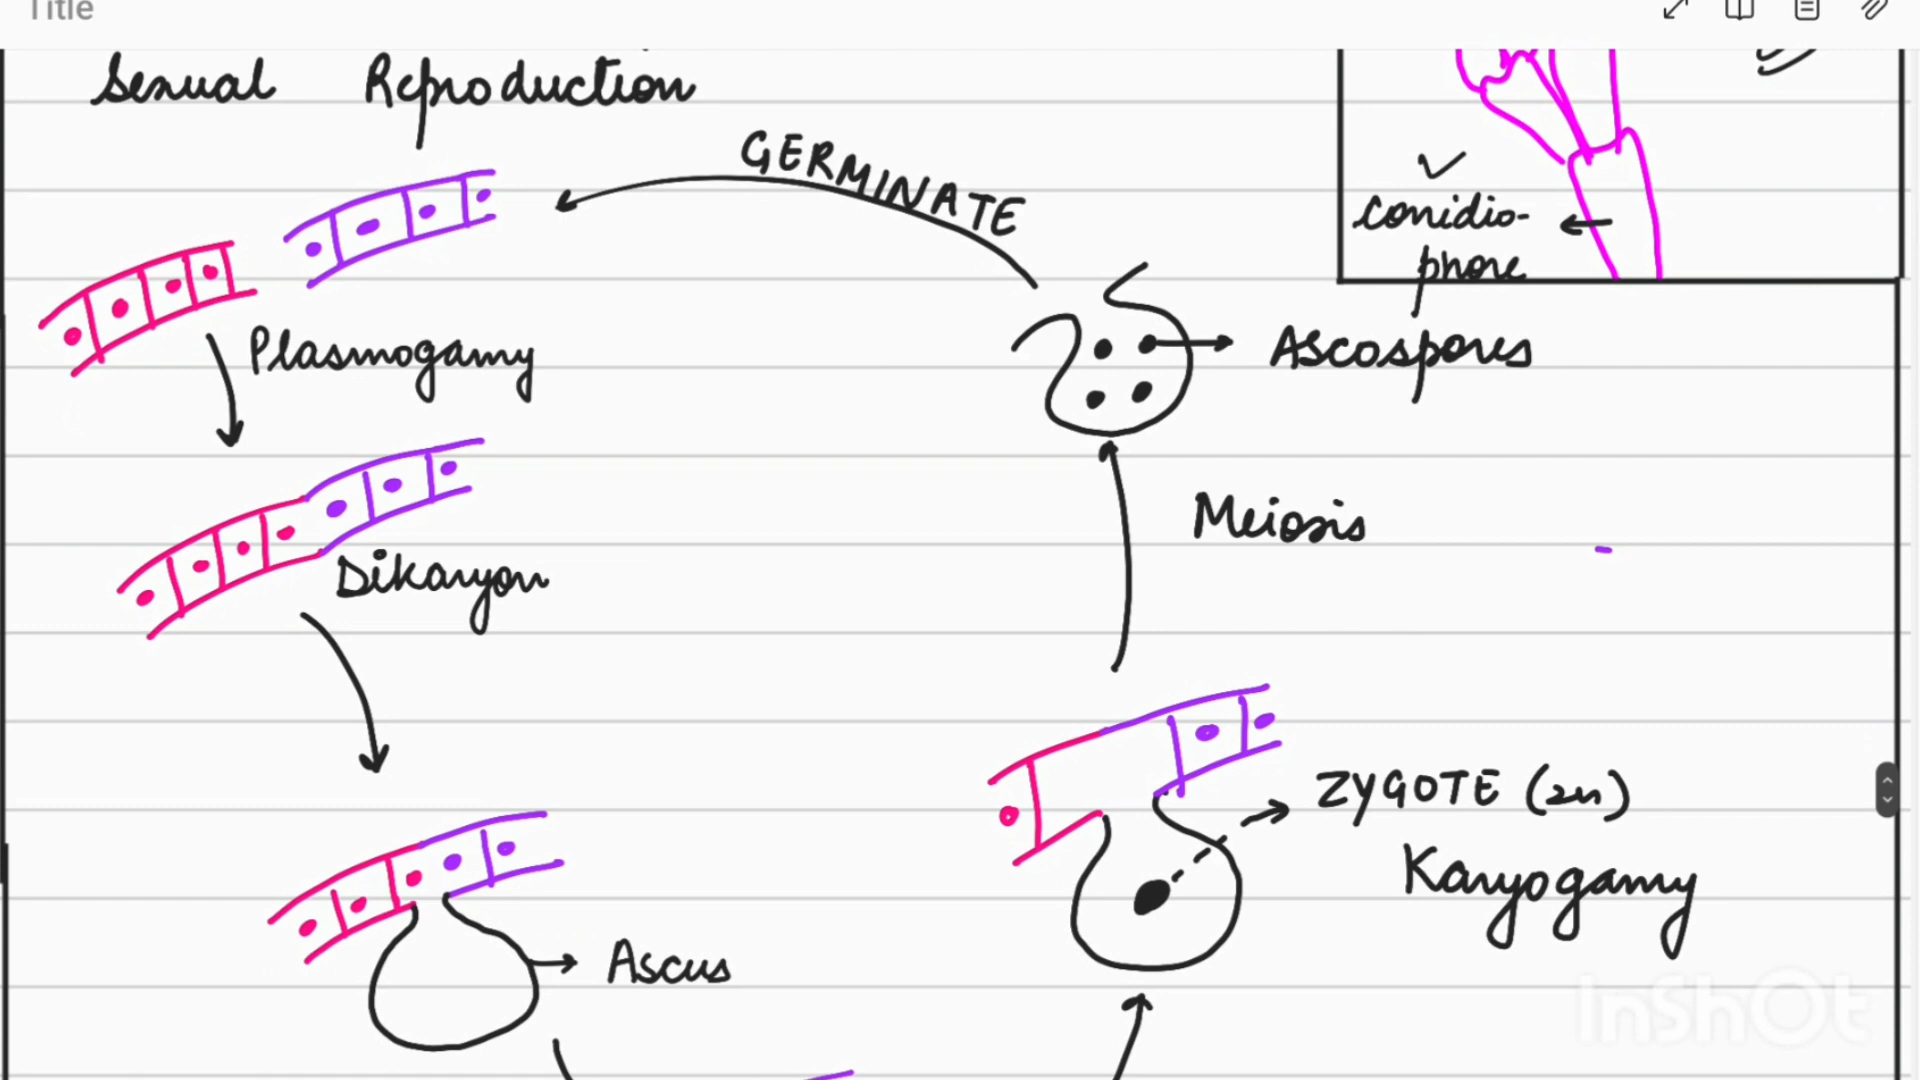 Title
Sexual Reproduction
GERMINATE
conidio-
phore
Plasmogamy
Ascospores
Meiosis
Dikaryon
ZYGOTE (2n)
Karyogamy
Ascus
InShOt